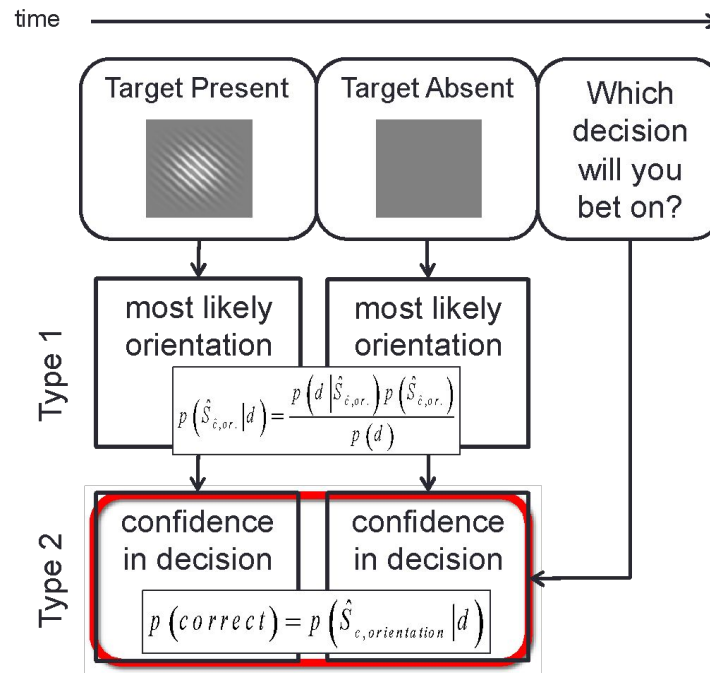 time
Target Present
Target Absent
Which
decision
will you
bet on?
Type 1
most likely
orientation
most likely
orientation
p(Ŝ_{ĉ,or.}|d) = p(d|Ŝ_{ĉ,or.}) p(Ŝ_{ĉ,or.}) / p(d)
Type 2
confidence
in decision
confidence
in decision
p(correct) = p(Ŝ_{c,orientation}|d)